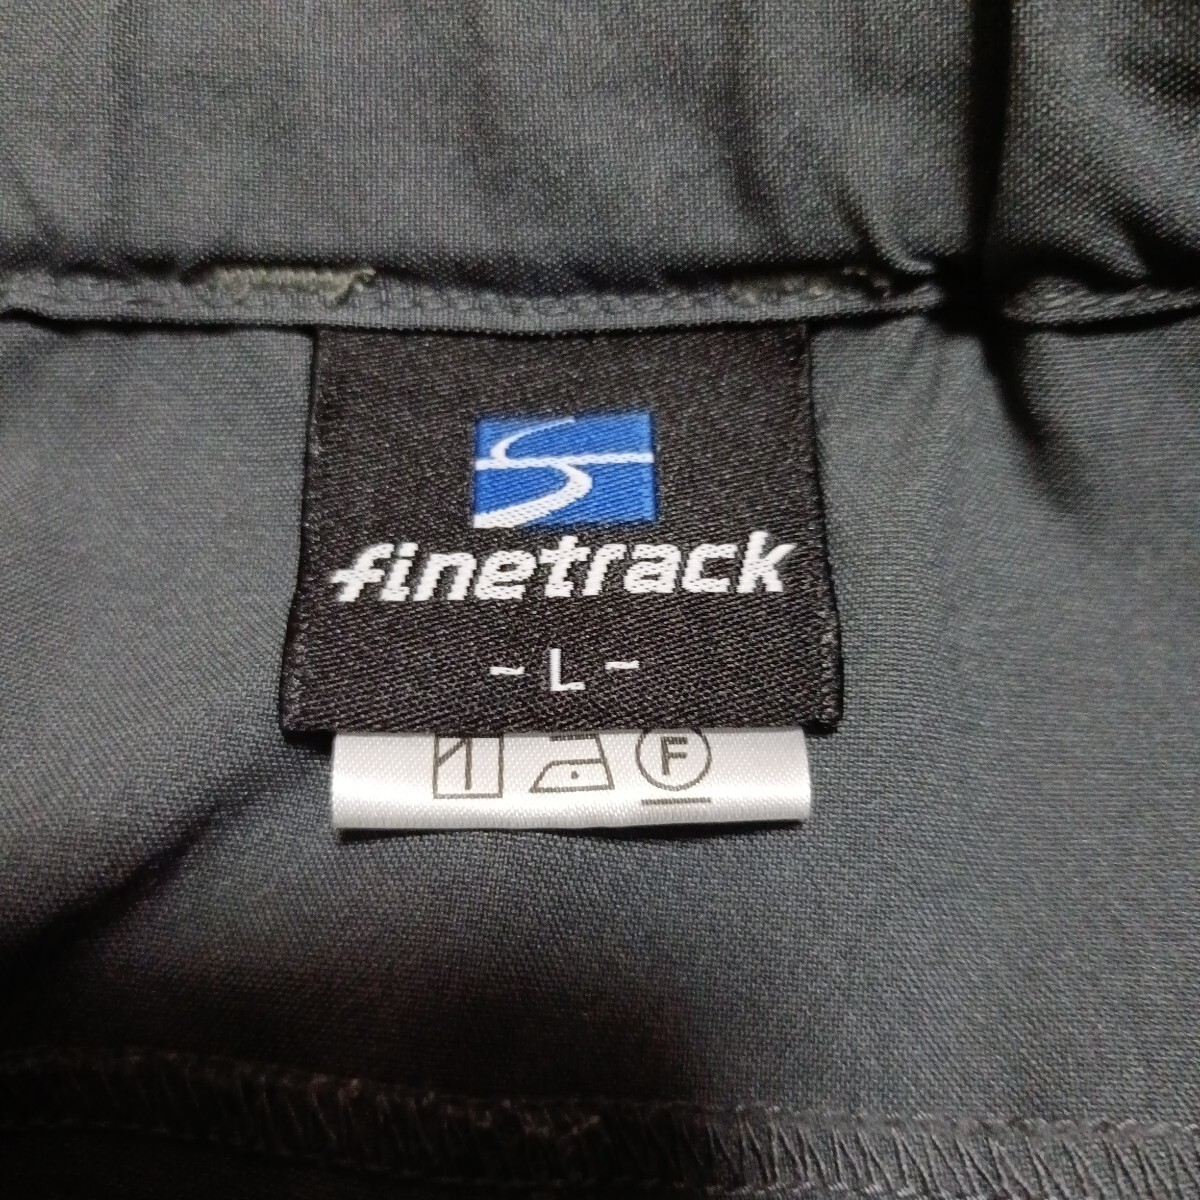 finetrack
- L -
F